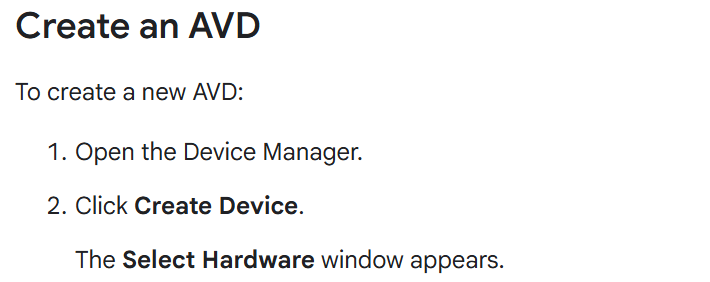 Create an AVD
To create a new AVD:
1. Open the Device Manager.
2. Click Create Device.
The Select Hardware window appears.